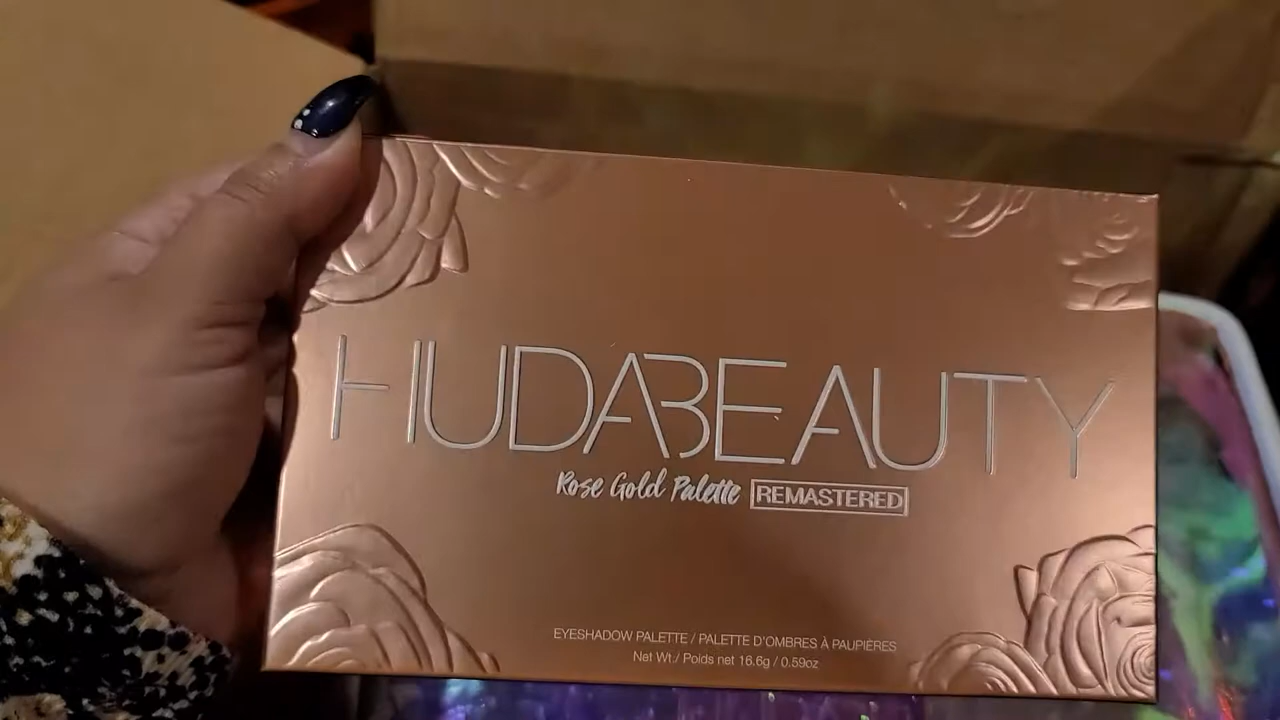 HUDABEAUTY
Rose Gold Palette REMASTERED
EYESHADOW PALETTE / PALETTE D'OMBRES À PAUPIÈRES
Net Wt./ Poids net 16.6g / 0.59oz